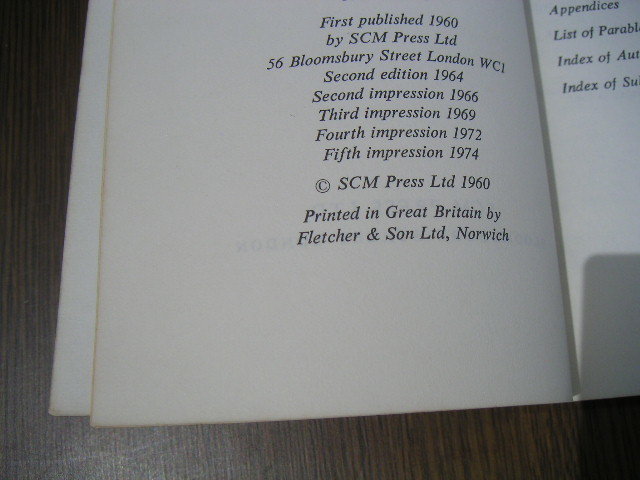 First published 1960
by SCM Press Ltd
56 Bloomsbury Street London WC1
Second edition 1964
Second impression 1966
Third impression 1969
Fourth impression 1972
Fifth impression 1974
© SCM Press Ltd 1960
Printed in Great Britain by
Fletcher & Son Ltd, Norwich
Appendices
List of Parabl
Index of Aut
Index of Su